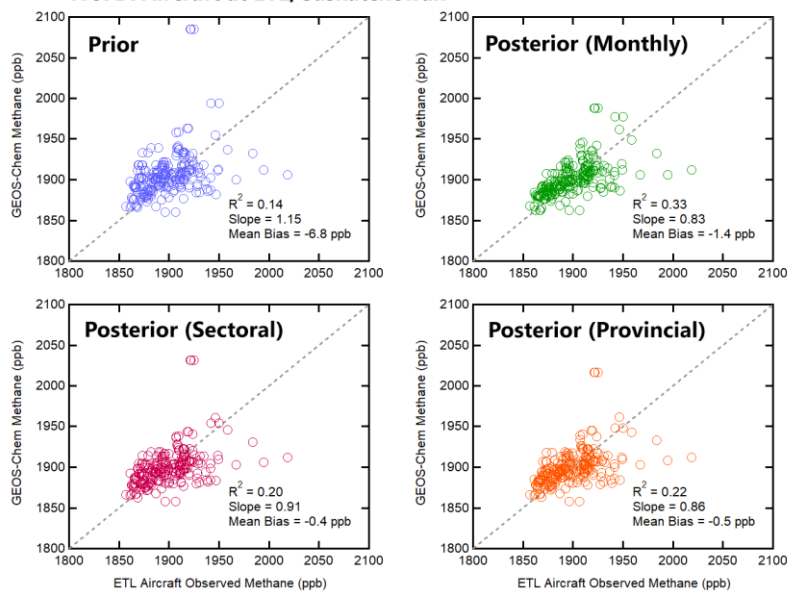 Prior
Posterior (Monthly)
2100
2050
2000
1950
1900
1850
1800
GEOS-Chem Methane (ppb)
R² = 0.14
Slope = 1.15
Mean Bias = -6.8 ppb
1800 1850 1900 1950 2000 2050 2100
2100
2050
2000
1950
1900
1850
1800
GEOS-Chem Methane (ppb)
R² = 0.33
Slope = 0.83
Mean Bias = -1.4 ppb
1800 1850 1900 1950 2000 2050 2100
Posterior (Sectoral)
Posterior (Provincial)
2100
2050
2000
1950
1900
1850
1800
GEOS-Chem Methane (ppb)
R² = 0.20
Slope = 0.91
Mean Bias = -0.4 ppb
1800 1850 1900 1950 2000 2050 2100
ETL Aircraft Observed Methane (ppb)
2100
2050
2000
1950
1900
1850
1800
GEOS-Chem Methane (ppb)
R² = 0.22
Slope = 0.86
Mean Bias = -0.5 ppb
1800 1850 1900 1950 2000 2050 2100
ETL Aircraft Observed Methane (ppb)